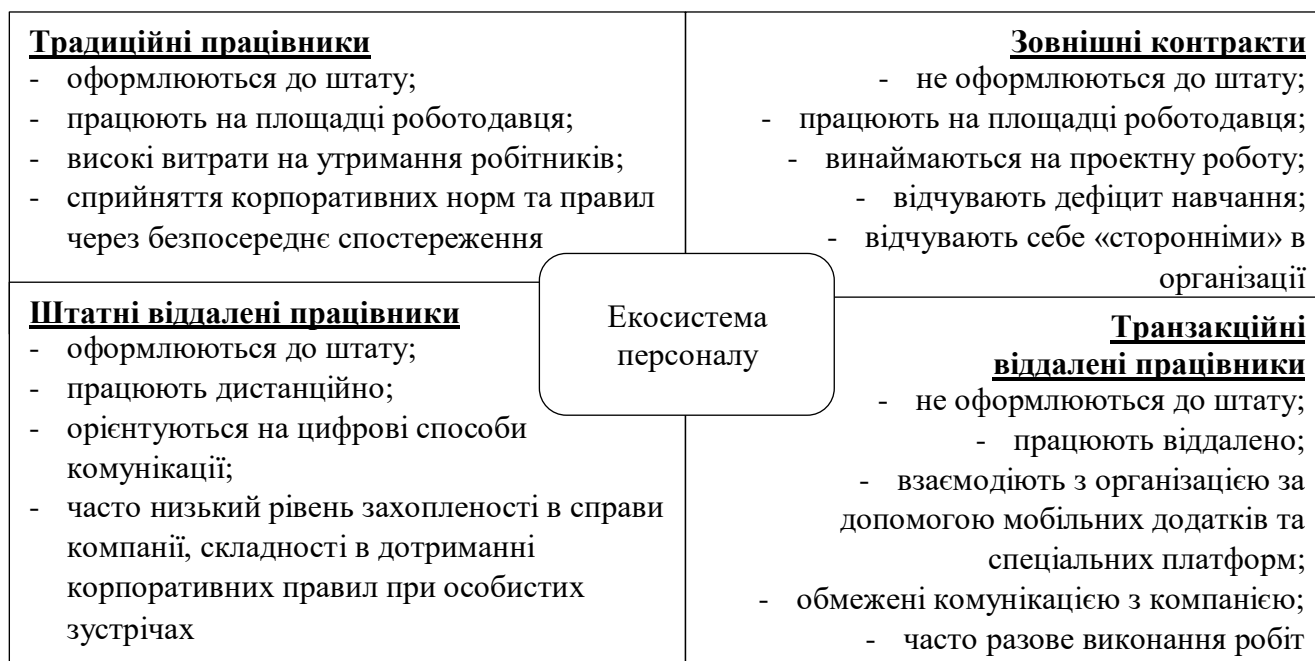 Традиційні працівники
- оформлюються до штату;
- працюють на площадці роботодавця;
- високі витрати на утримання робітників;
- сприйняття корпоративних норм та правил
через безпосереднє спостереження
Зовнішні контракти
- не оформлюються до штату;
- працюють на площадці роботодавця;
- винаймаються на проектну роботу;
- відчувають дефіцит навчання;
- відчувають себе «сторонніми» в
організації
Екосистема
персоналу
Штатні віддалені працівники
- оформлюються до штату;
- працюють дистанційно;
- орієнтуються на цифрові способи
комунікації;
- часто низький рівень захопленості в справи
компанії, складності в дотриманні
корпоративних правил при особистих
зустрічах
Транзакційні
віддалені працівники
- не оформлюються до штату;
- працюють віддалено;
- взаємодіють з організацією за
допомогою мобільних додатків та
спеціальних платформ;
- обмежені комунікацією з компанією;
- часто разове виконання робіт